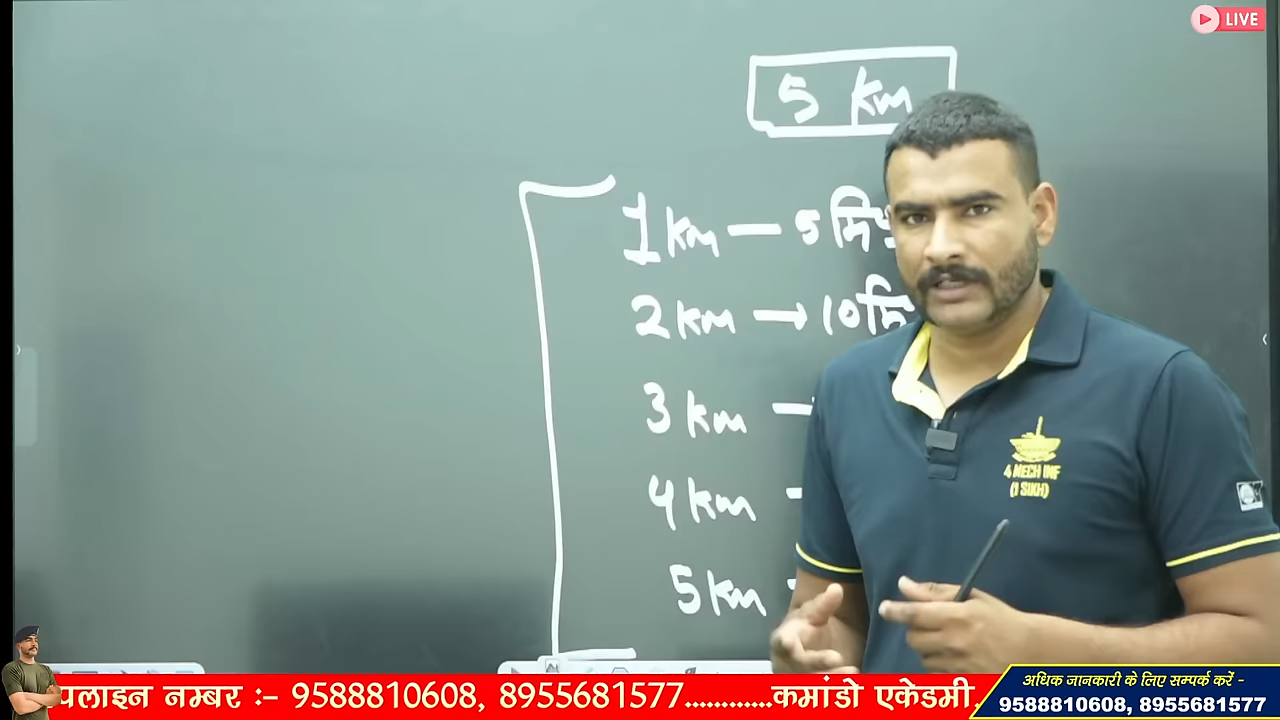 LIVE
5 km
1 km — 5
2 km → 10
3 km —
4 km —
5 km
4 MECH INF
(1 SIKH)
पलाइन नम्बर :- 9588810608, 8955681577............कमांडो एकेडमी.
अधिक जानकारी के लिए सम्पर्क करें -
9588810608, 8955681577